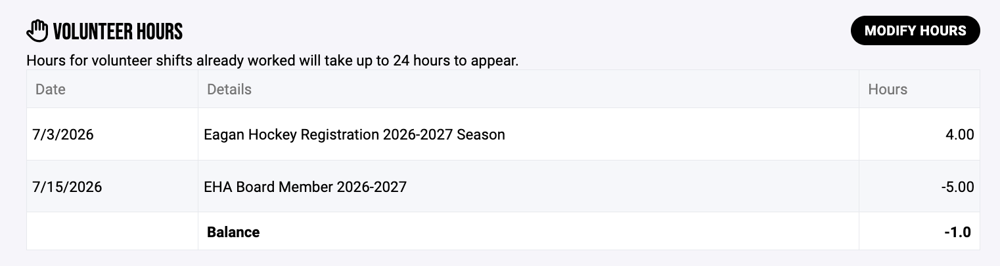 VOLUNTEER HOURS
MODIFY HOURS
Hours for volunteer shifts already worked will take up to 24 hours to appear.
Date Details Hours
7/3/2026 Eagan Hockey Registration 2026-2027 Season 4.00
7/15/2026 EHA Board Member 2026-2027 -5.00
Balance -1.0